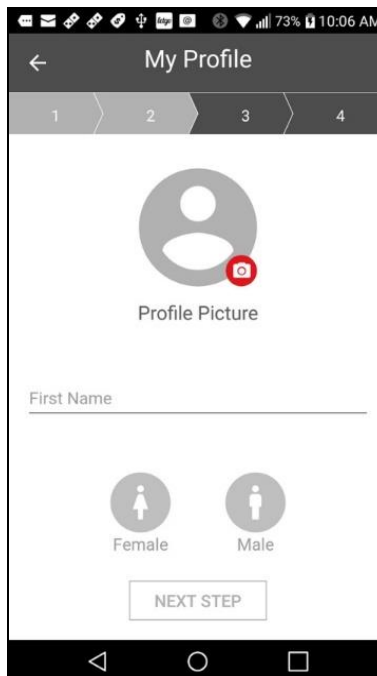 73% 10:06 AM
My Profile
1 2 3 4
Profile Picture
First Name
Female Male
NEXT STEP